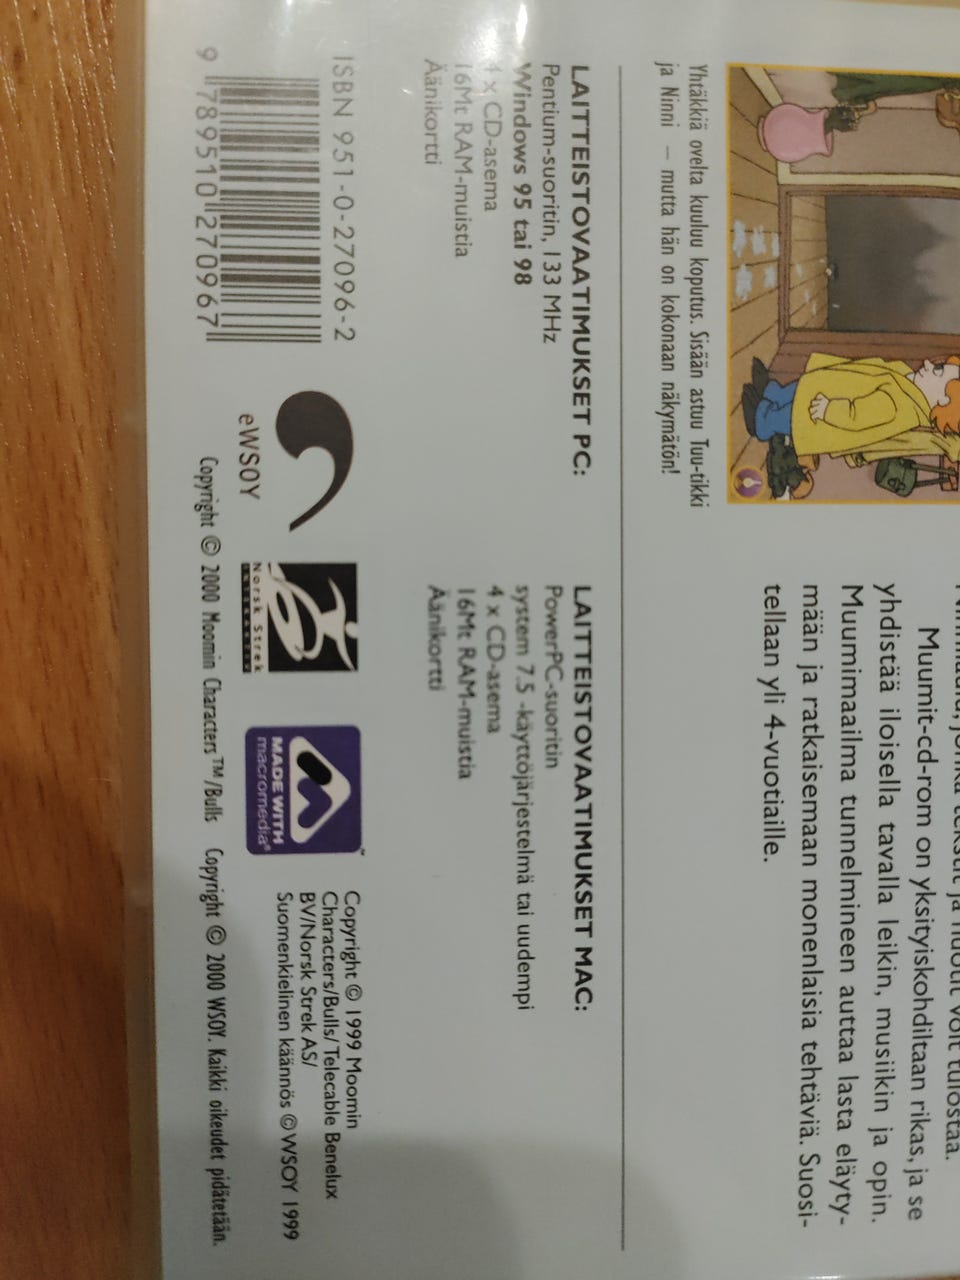 Yhtäkkiä ovelta kuuluu koputus. Sisään astuu Tuu-tikki
ja Ninni – mutta hän on kokonaan näkymätön!
tekstit ja nuotit voit tulostaa.
Muumit-cd-rom on yksityiskohdiltaan rikas, ja se
yhdistää iloisella tavalla leikin, musiikin ja opin.
Muumimaailma tunnelmineen auttaa lasta eläyty-
mään ja ratkaisemaan monenlaisia tehtäviä. Suosi-
tellaan yli 4-vuotiaille.
LAITTEISTOVAATIMUKSET PC:
Pentium-suoritin, 133 MHz
Windows 95 tai 98
4 x CD-asema
16Mt RAM-muistia
Äänikortti
LAITTEISTOVAATIMUKSET MAC:
PowerPC-suoritin
system 7.5 -käyttöjärjestelmä tai uudempi
4 x CD-asema
16Mt RAM-muistia
Äänikortti
ISBN 951-0-27096-2
9 789510 270967
eWSOY
Norsk Strek
INTERAKTIV
MADE WITH
macromedia®
™
Copyright © 1999 Moomin
Characters/Bulls/Telecable Benelux
BV/Norsk Strek AS/
Suomenkielinen käännös © WSOY 1999
Copyright © 2000 Moomin Characters™/Bulls Copyright © 2000 WSOY. Kaikki oikeudet pidätetään.